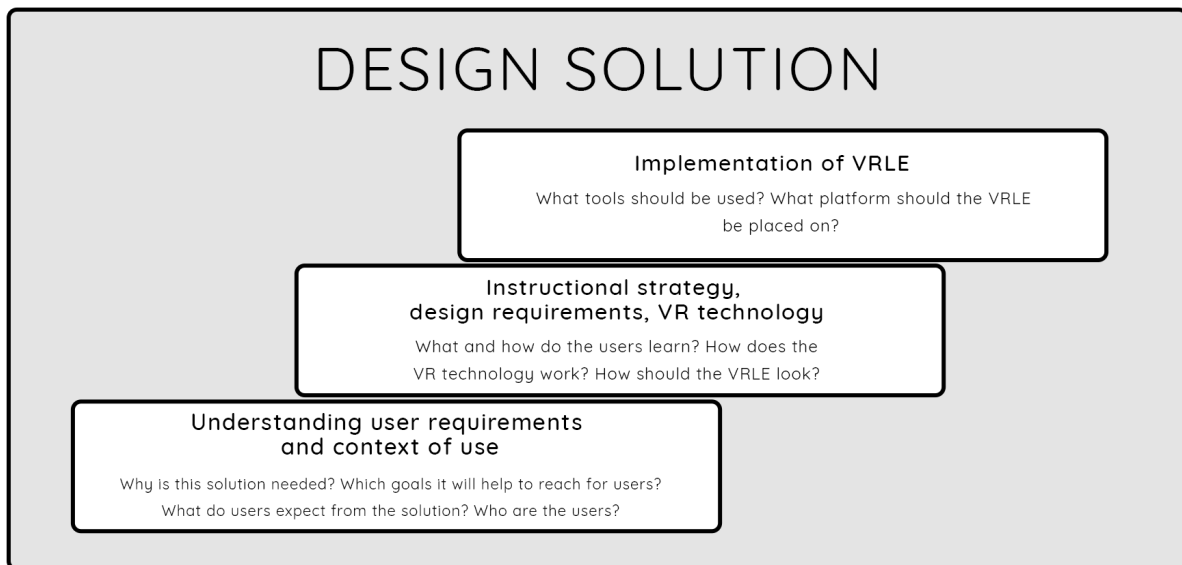 DESIGN SOLUTION
Implementation of VRLE
What tools should be used? What platform should the VRLE
be placed on?
Instructional strategy,
design requirements, VR technology
What and how do the users learn? How does the
VR technology work? How should the VRLE look?
Understanding user requirements
and context of use
Why is this solution needed? Which goals it will help to reach for users?
What do users expect from the solution? Who are the users?